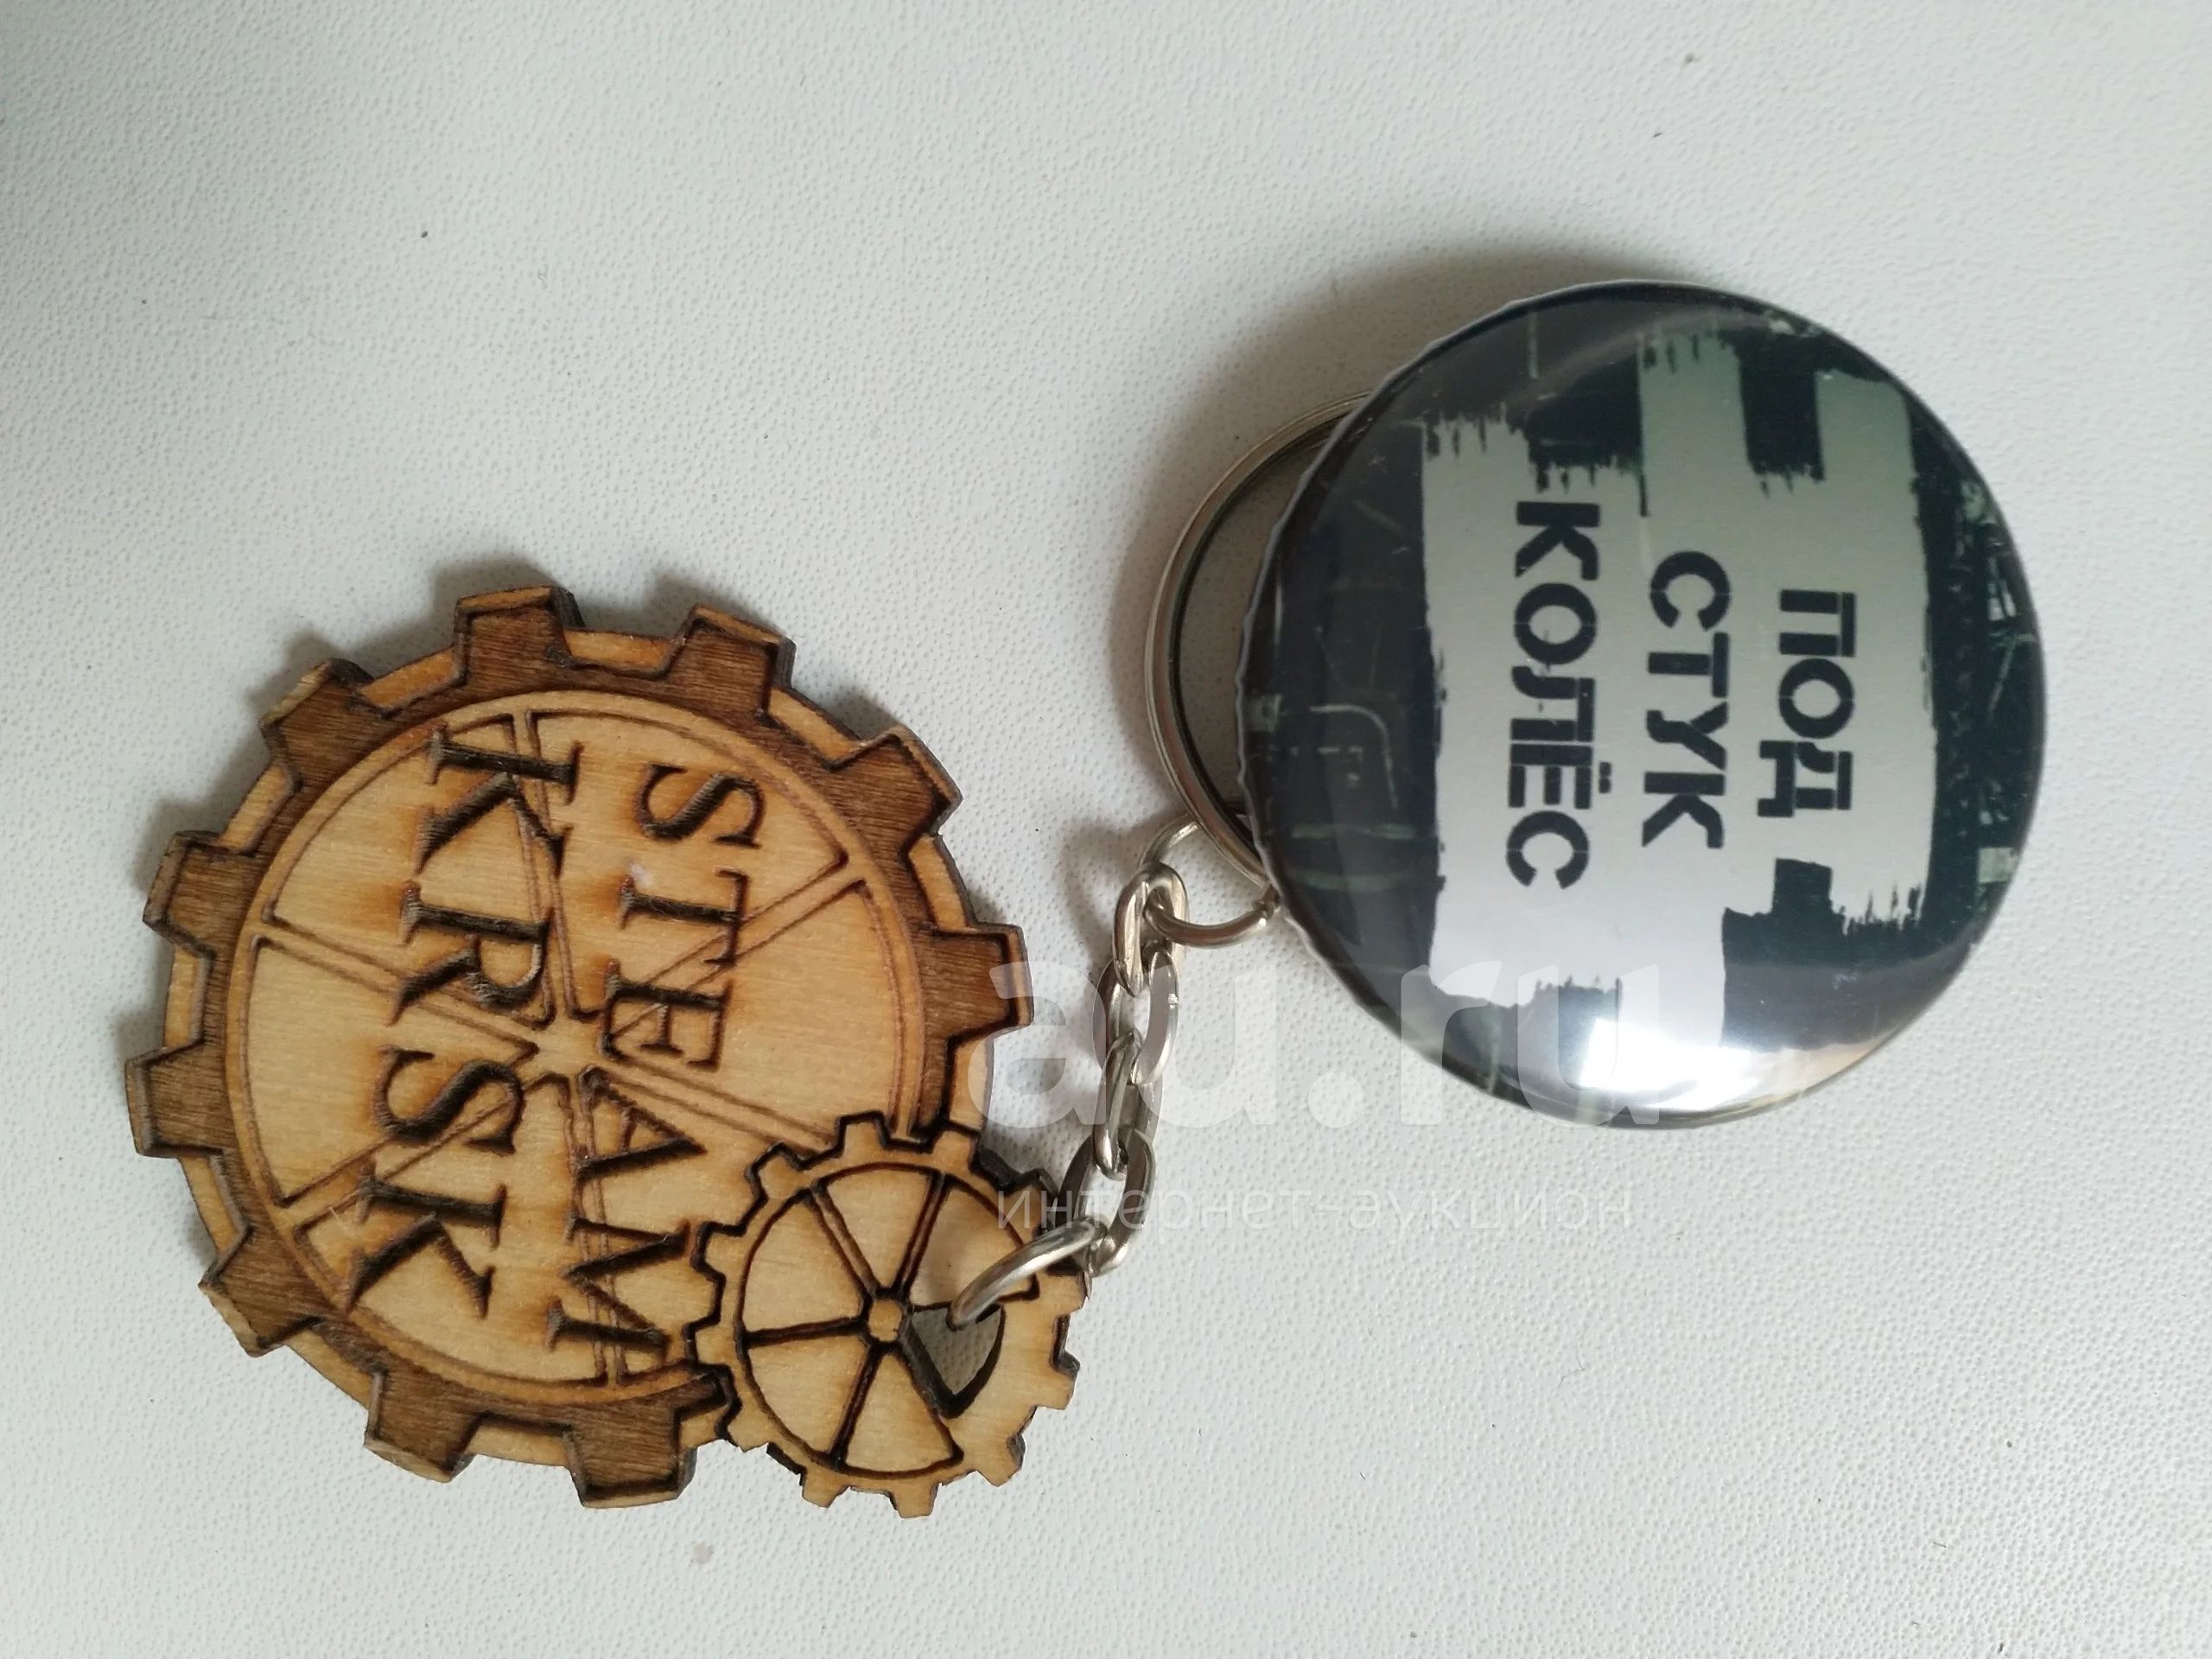 STEAM
KRSK
ПОД
СТУК
КОЛЁС
au.ru
интернет-аукцион